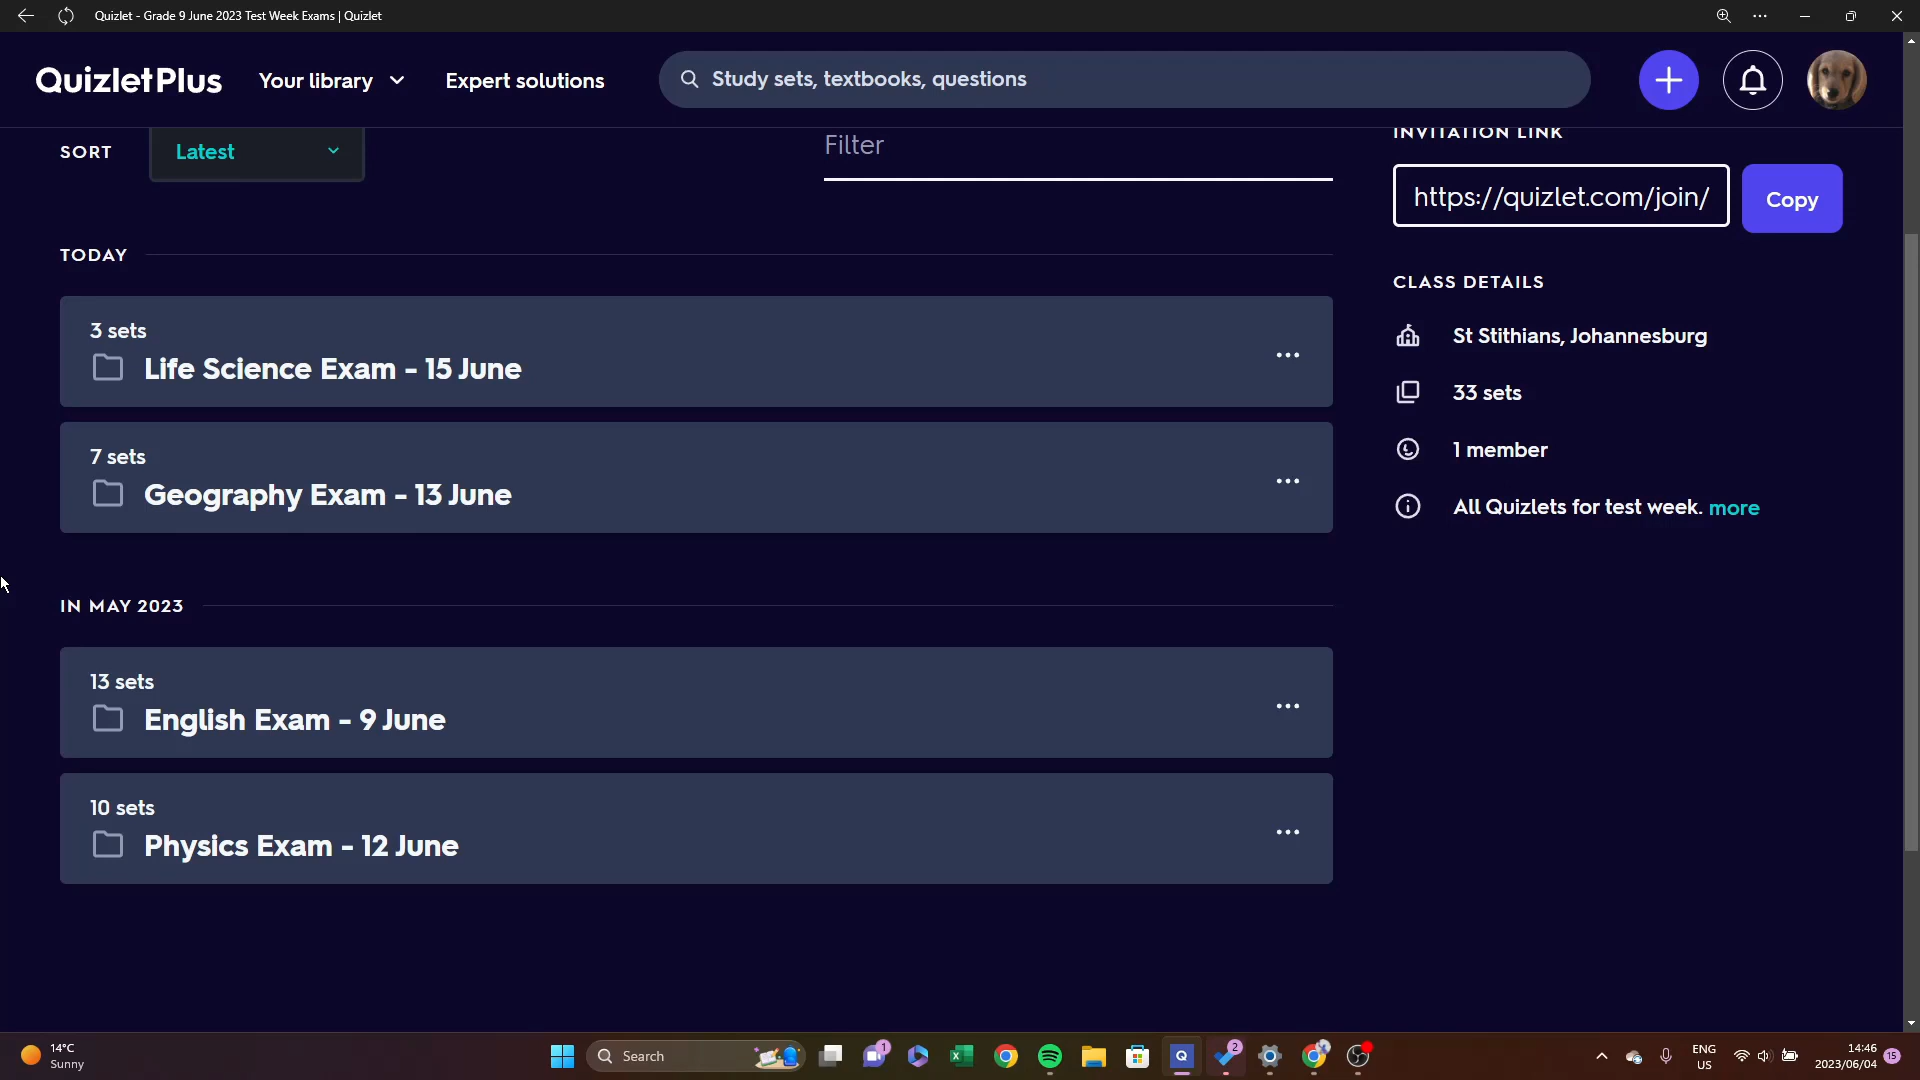 Quizlet - Grade 9 June 2023 Test Week Exams | Quizlet
QuizletPlus
Your library
Expert solutions
Study sets, textbooks, questions
SORT
Latest
Filter
INVITATION LINK
https://quizlet.com/join/
Copy
TODAY
3 sets
Life Science Exam - 15 June
7 sets
Geography Exam - 13 June
CLASS DETAILS
St Stithians, Johannesburg
33 sets
1 member
All Quizlets for test week. more
IN MAY 2023
13 sets
English Exam - 9 June
10 sets
Physics Exam - 12 June
14°C
Sunny
Search
1
Q
2
ENG
US
14:46
2023/06/04
15